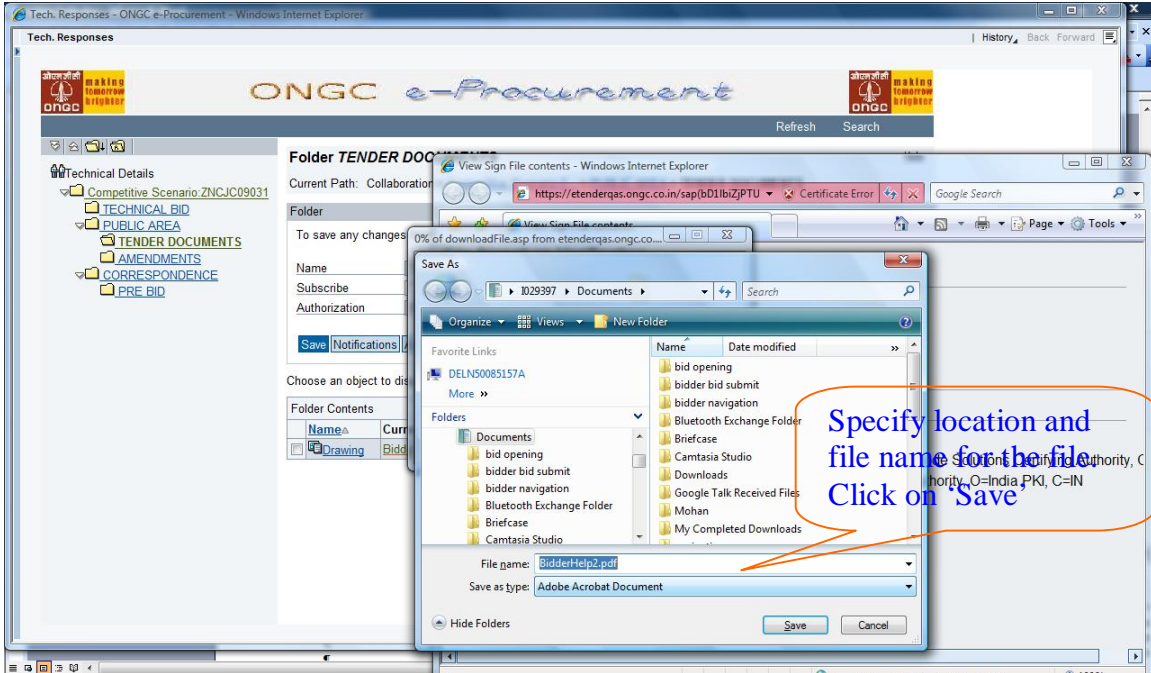 Tech. Responses - ONGC e-Procurement - Windows Internet Explorer
Tech. Responses
| History Back Forward
ओएनजीसी
ongc
making
tomorrow
brighter
ONGC e-Procurement
ओएनजीसी
ongc
making
tomorrow
brighter
Refresh Search
Technical Details
Competitive Scenario:ZNCJC09031
TECHNICAL BID
PUBLIC AREA
TENDER DOCUMENTS
AMENDMENTS
CORRESPONDENCE
PRE BID
Folder TENDER DOC
Current Path: Collaboration
Folder
To save any changes
Name
Subscribe
Authorization
Save Notifications
Choose an object to dis
Folder Contents
Name Curr
Drawing Bidd
View Sign File contents - Windows Internet Explorer
https://etenderqas.ongc.co.in/sap(bD1lbiZjPTU Certificate Error Google Search
View Sign File contents
Page Tools »
0% of downloadFile.asp from etenderqas.ongc.co....
Save As
I029397 Documents
Search
Organize Views New Folder
Favorite Links
DELN50085157A
More »
Folders
Documents
bid opening
bidder bid submit
bidder navigation
Bluetooth Exchange Folder
Briefcase
Camtasia Studio
Name Date modified »
bid opening
bidder bid submit
bidder navigation
Bluetooth Exchange Folder
Briefcase
Camtasia Studio
Downloads
Google Talk Received Files
Mohan
My Completed Downloads
File name: BidderHelp2.pdf
Save as type: Adobe Acrobat Document
Hide Folders
Save Cancel
Specify location and
file name for the file.
Click on ‘Save’
de Solutions Certifying Authority, C
hority, O=India PKI, C=IN